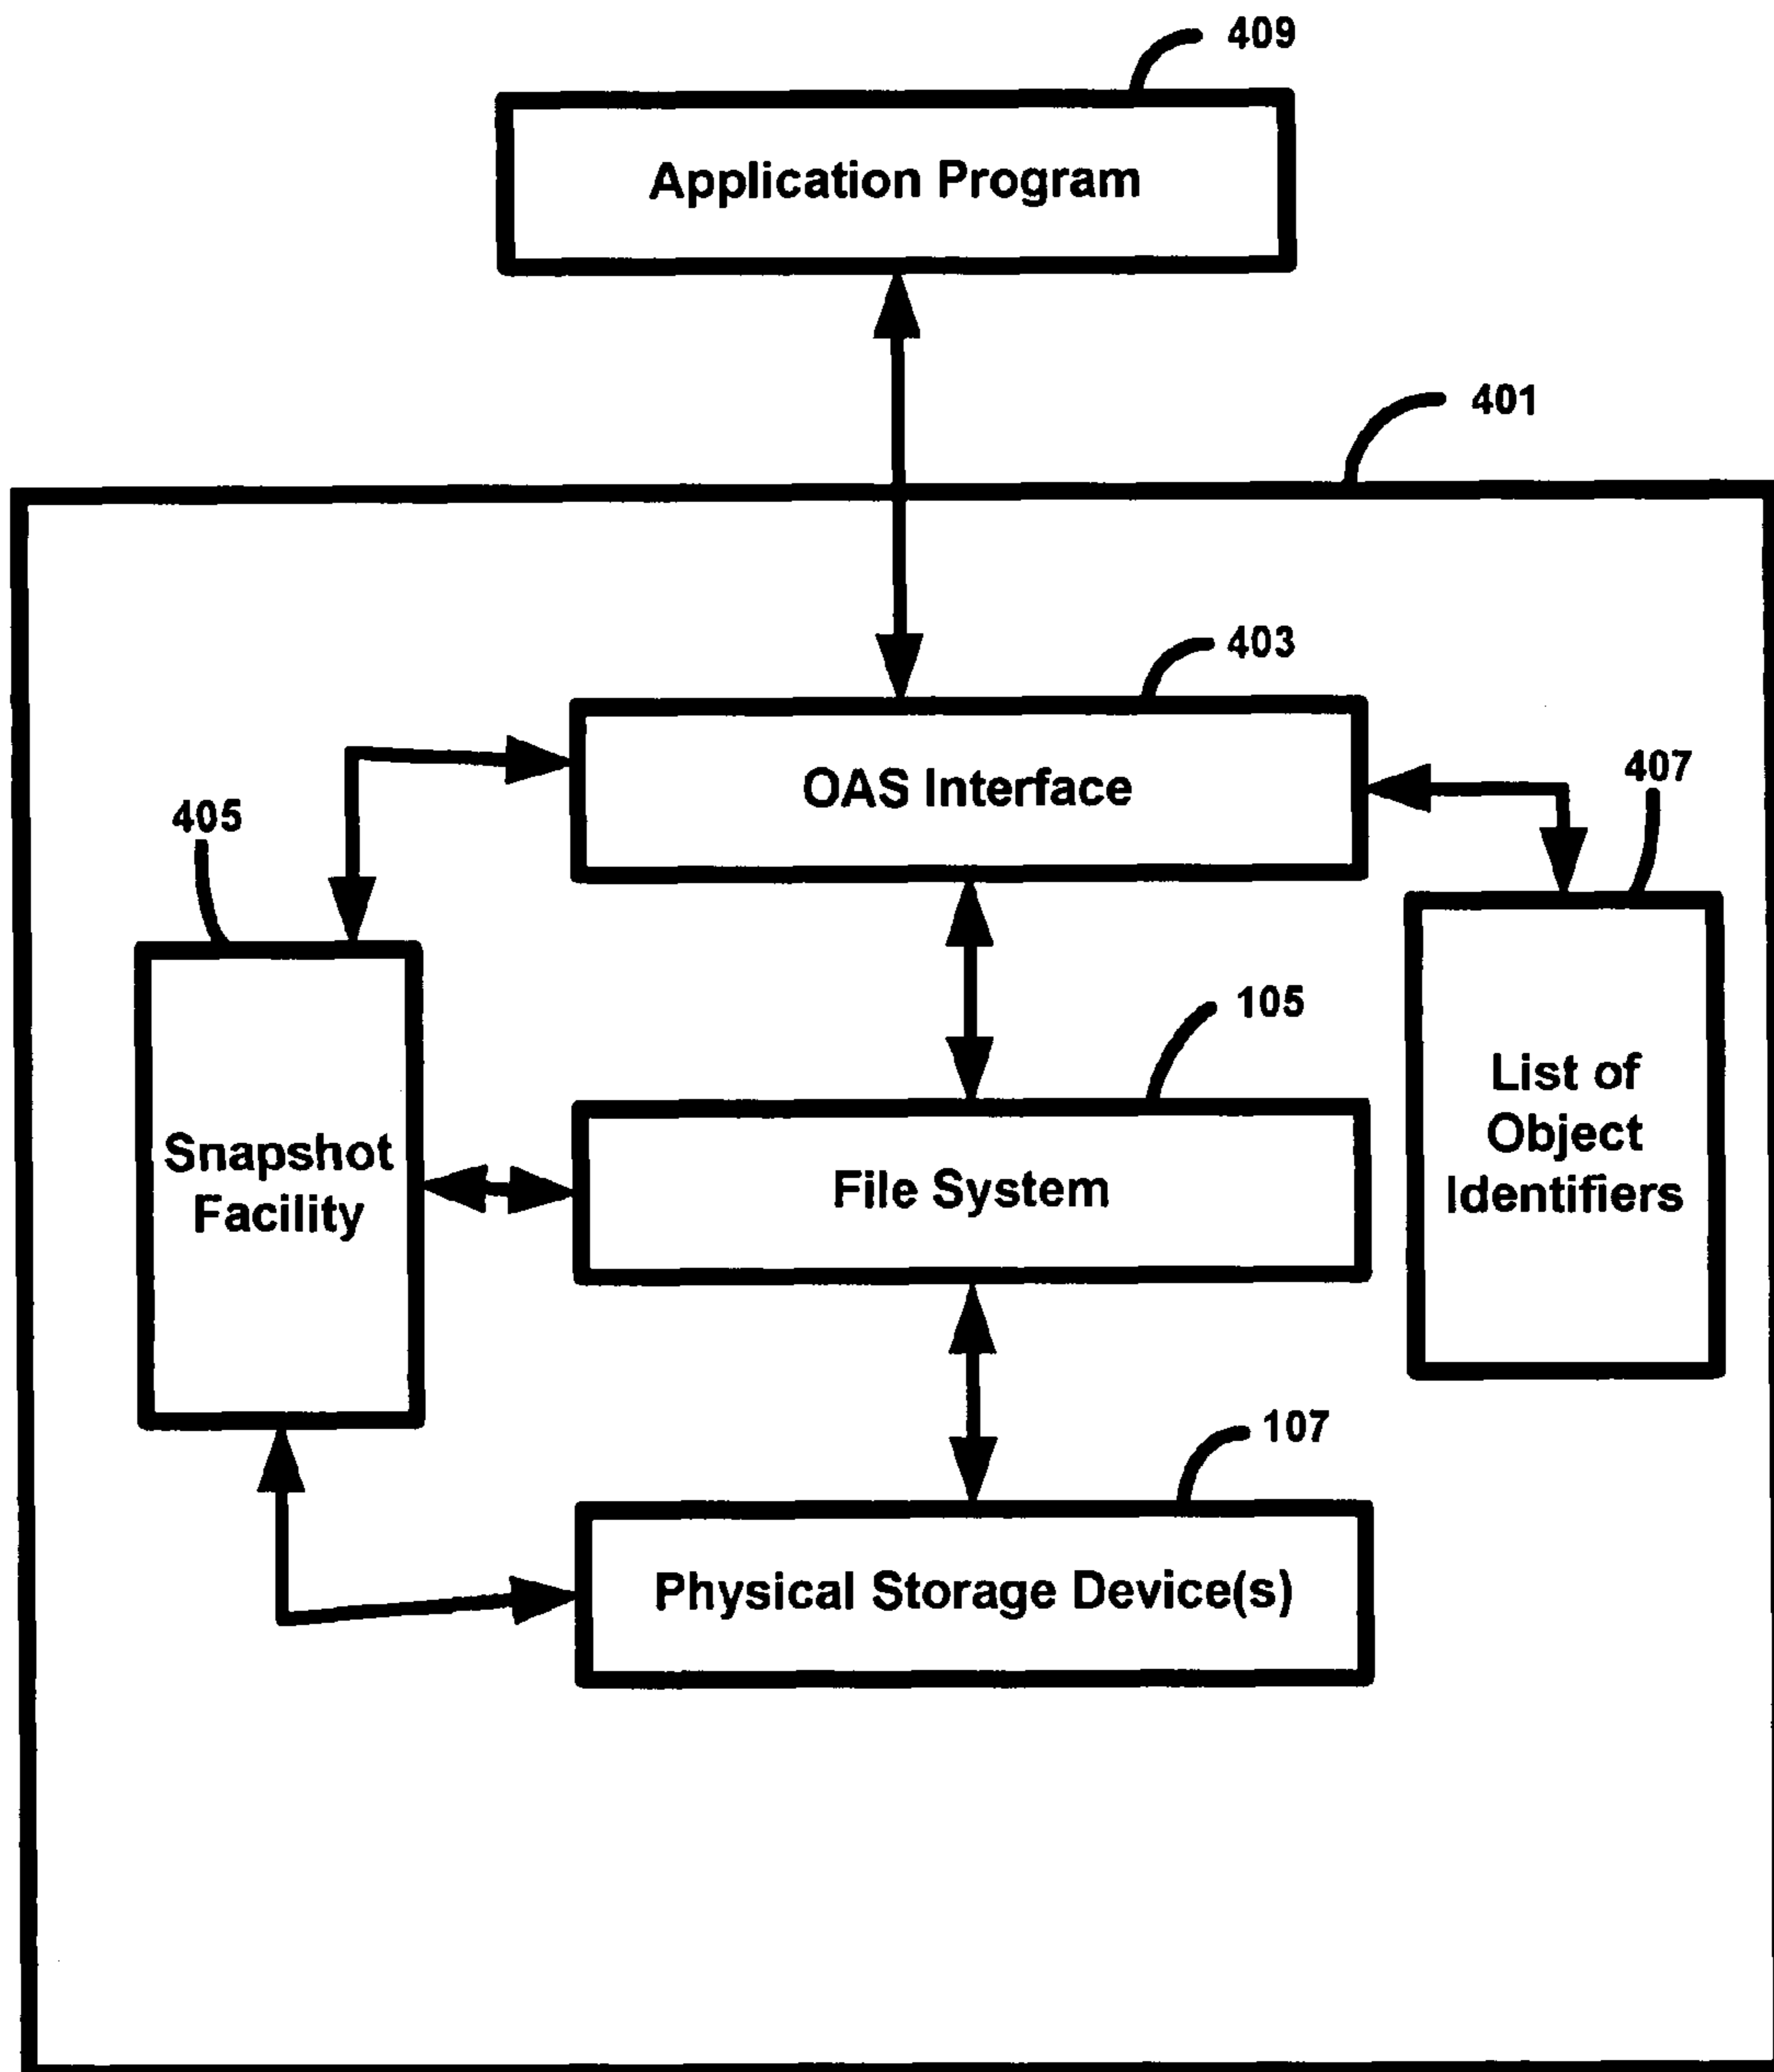 409
Application Program
401
403
OAS Interface
407
405
105
List of
Object
Identifiers
Snapshot
Facility
File System
107
Physical Storage Device(s)